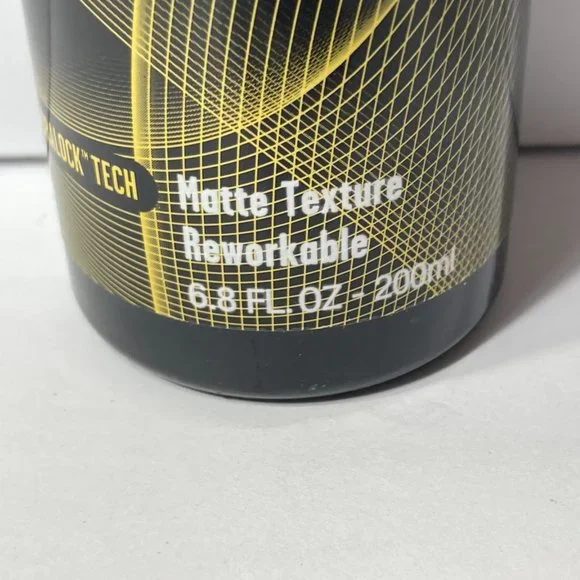 LOCK™ TECH
Matte Texture
Reworkable
6.8 FL. OZ - 200ml